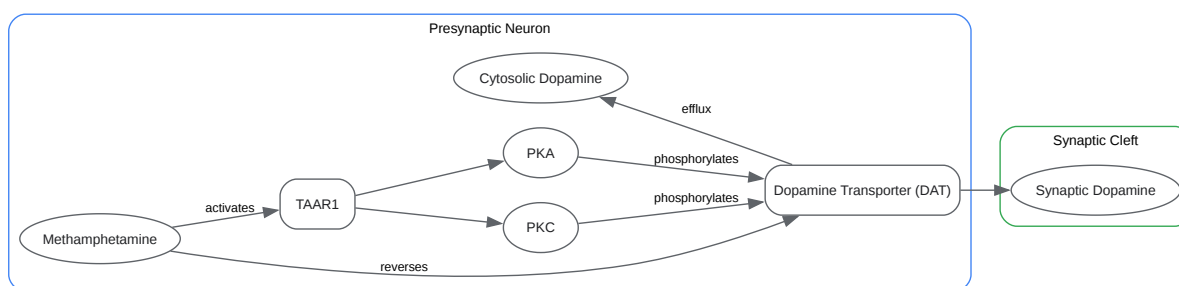 Presynaptic Neuron
Cytosolic Dopamine
efflux
Synaptic Cleft
PKA
phosphorylates
Dopamine Transporter (DAT)
Synaptic Dopamine
TAAR1
activates
phosphorylates
PKC
Methamphetamine
reverses